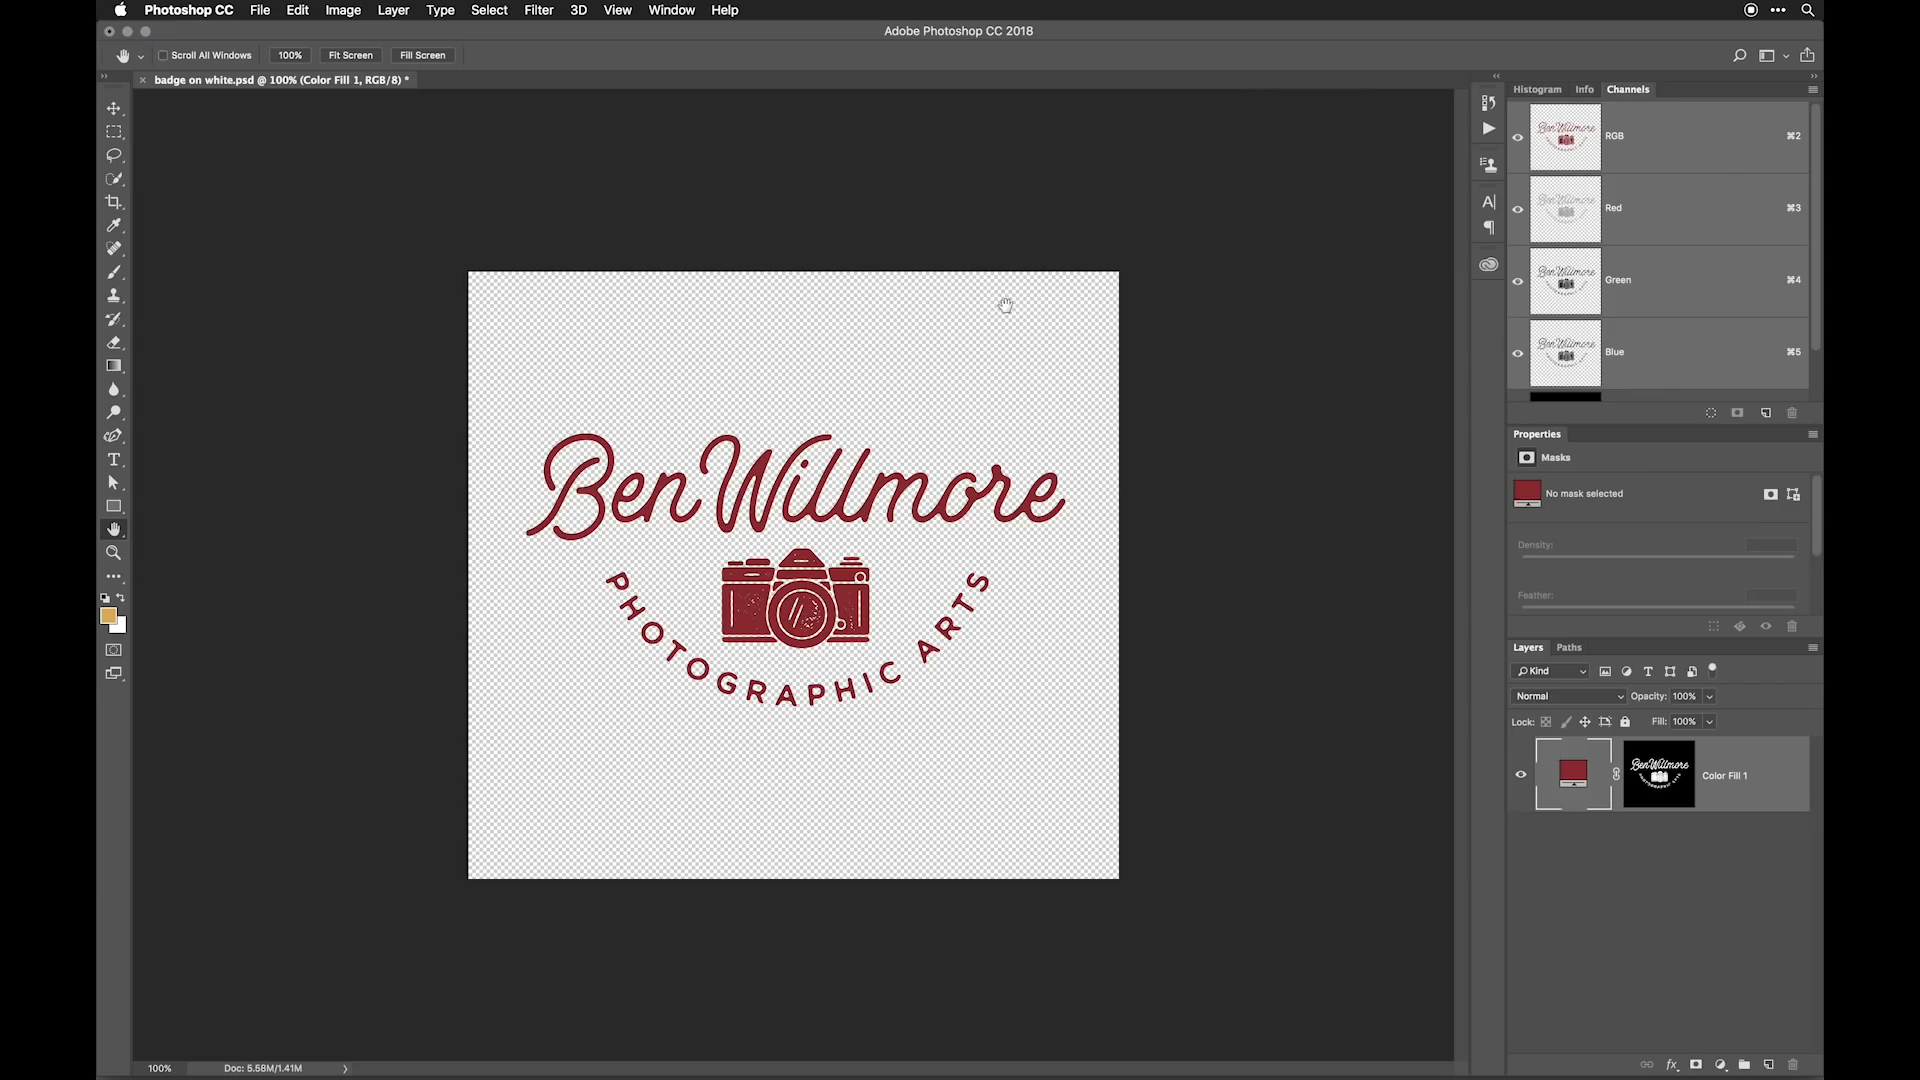 Photoshop CC File Edit Image Layer Type Select Filter 3D View Window Help
Adobe Photoshop CC 2018
Scroll All Windows 100% Fit Screen Fill Screen
badge on white.psd @ 100% (Color Fill 1, RGB/8) *
Histogram Info Channels
RGB ⌘2
Red ⌘3
Green ⌘4
Blue ⌘5
Ben Willmore
PHOTOGRAPHIC ARTS
Properties
Masks
No mask selected
Density:
Feather:
Layers Paths
Kind
Normal Opacity: 100%
Lock: Fill: 100%
Color Fill 1
100% Doc: 5.58M/1.41M